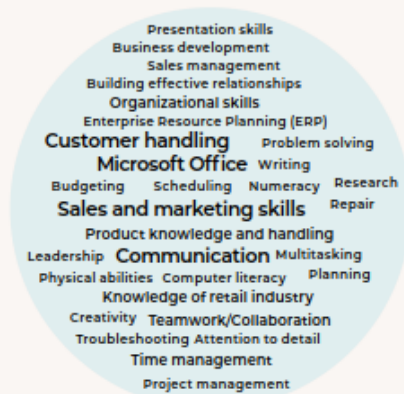 Presentation skills
Business development
Sales management
Building effective relationships
Organizational skills
Enterprise Resource Planning (ERP)
Customer handling Problem solving
Microsoft Office Writing
Budgeting Scheduling Numeracy Research
Sales and marketing skills Repair
Product knowledge and handling
Leadership Communication Multitasking
Physical abilities Computer literacy Planning
Knowledge of retail industry
Creativity Teamwork/Collaboration
Troubleshooting Attention to detail
Time management
Project management